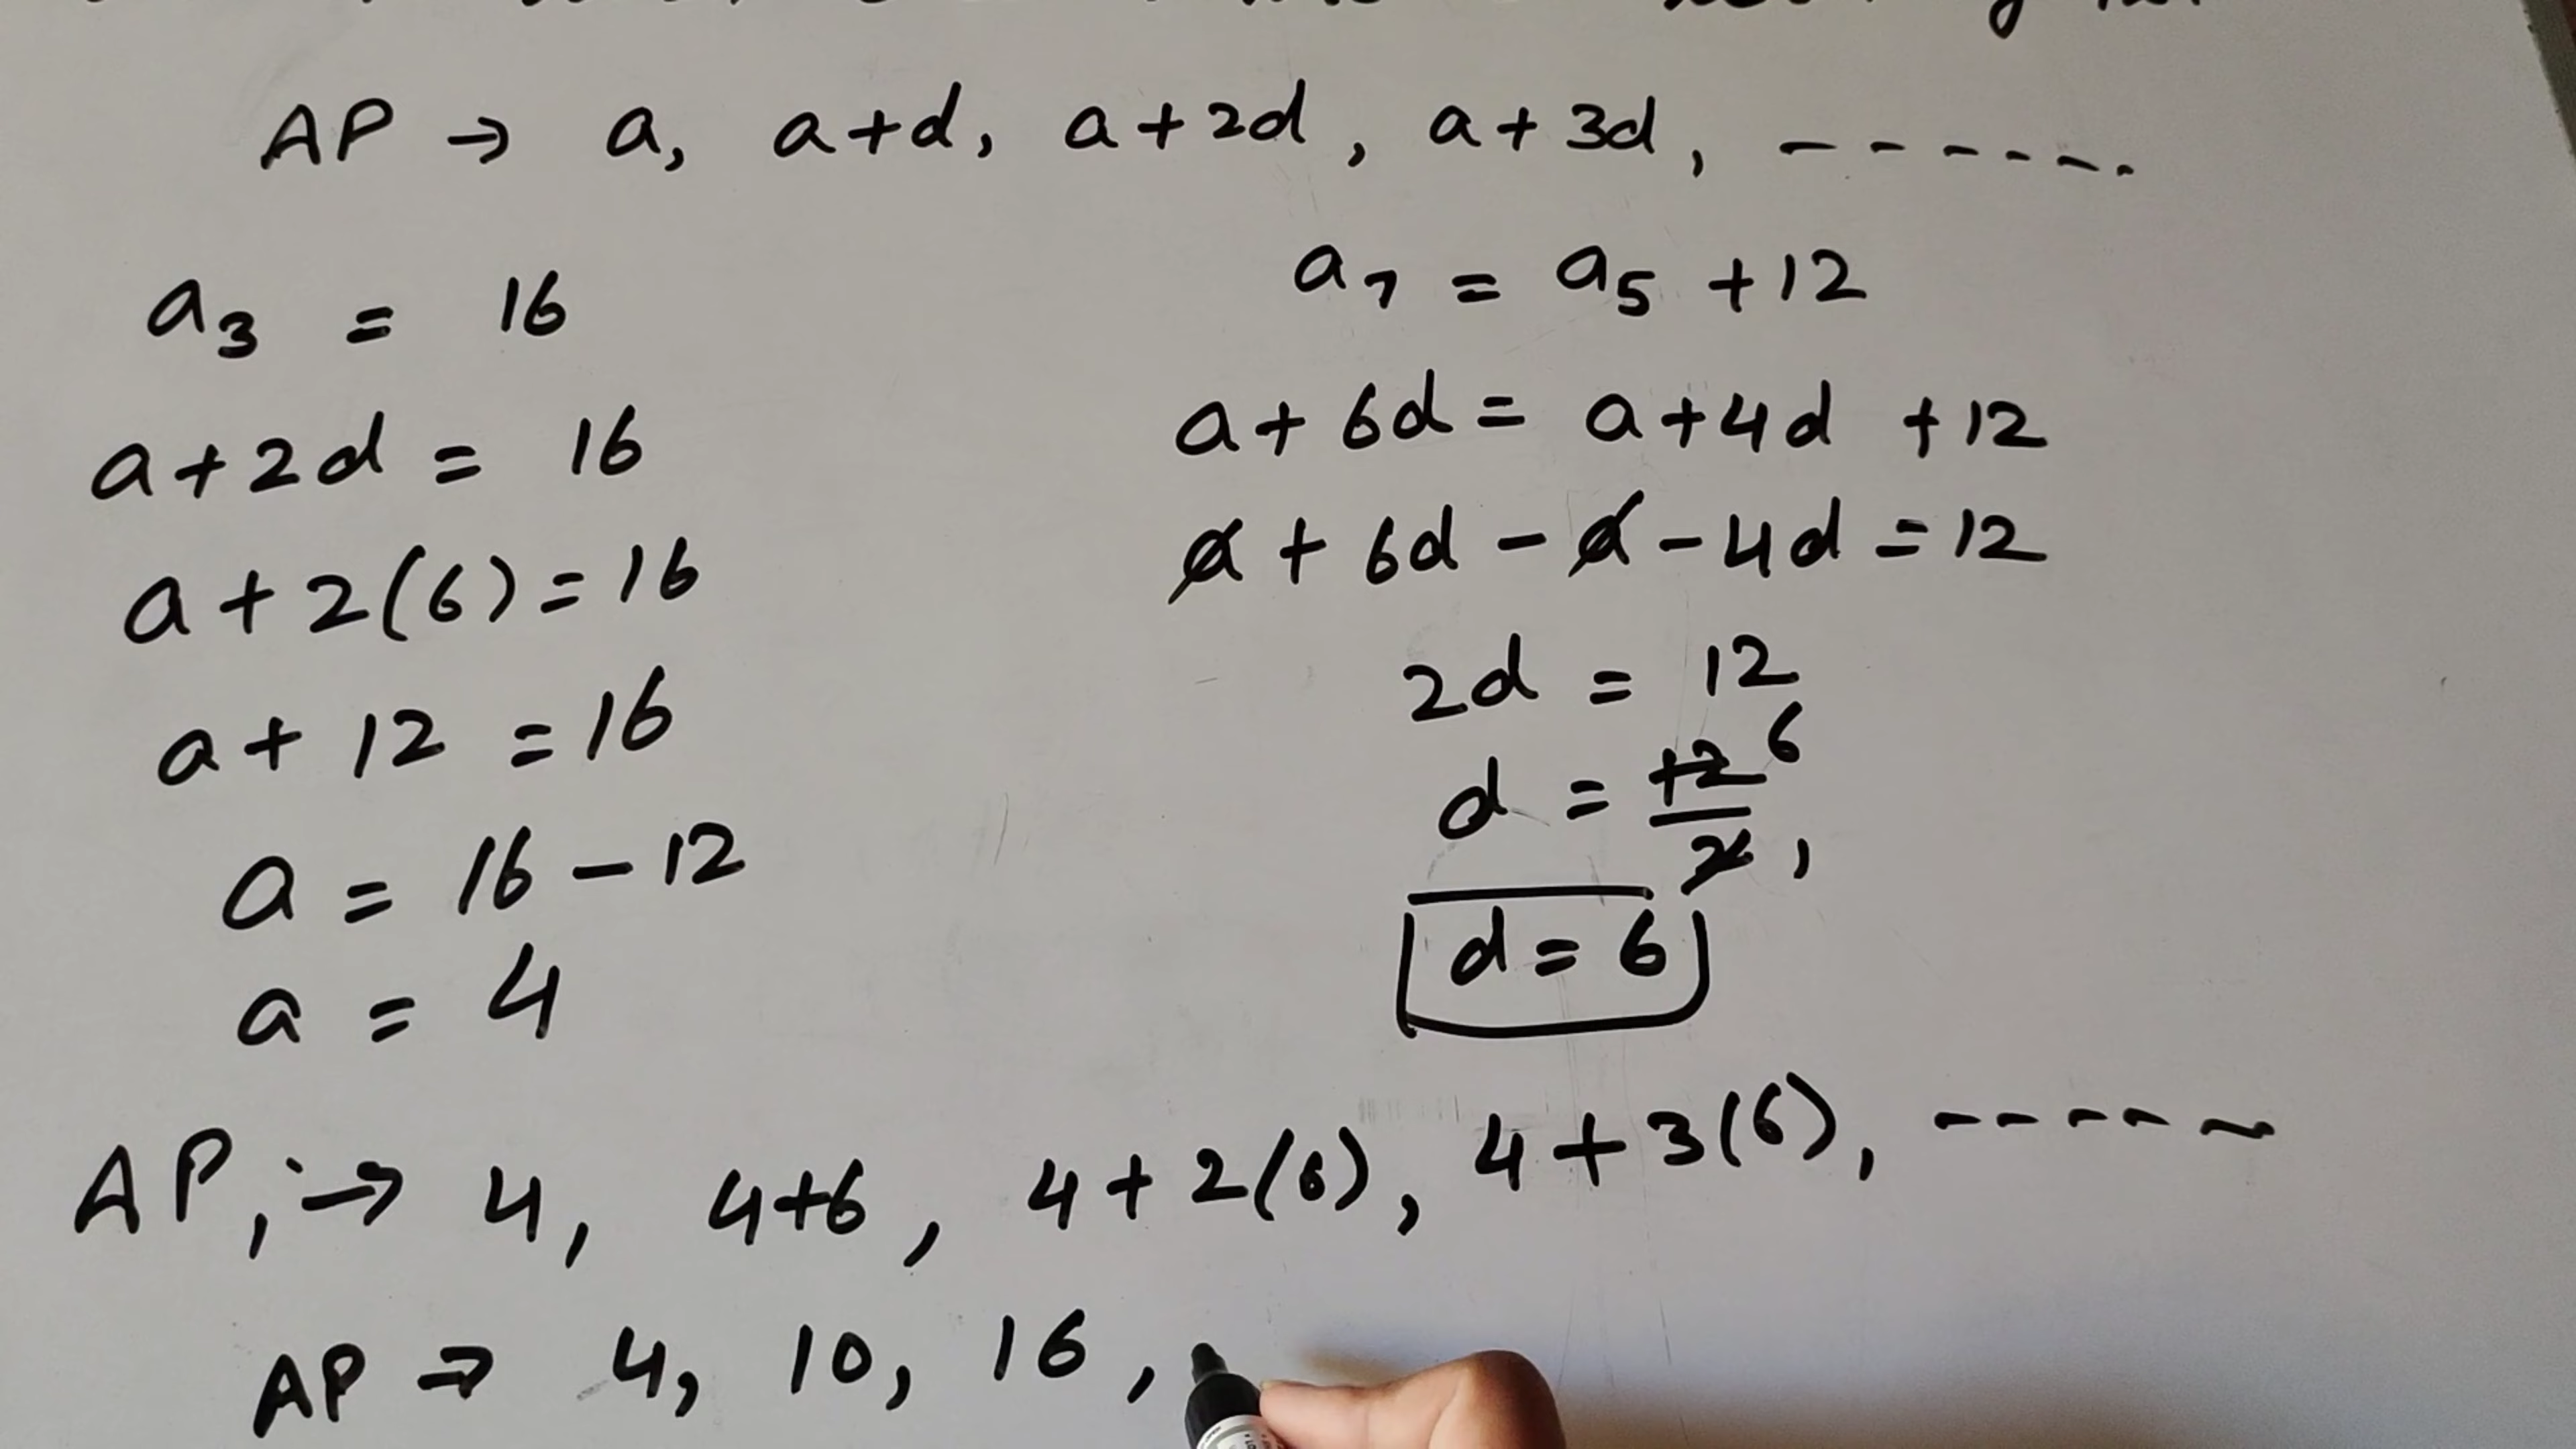 AP → a, a+d, a+2d, a+3d, ------.
a₃ = 16
a+2d = 16
a+2(6)=16
a+ 12 =16
a = 16-12
a = 4
a₇ = a₅ +12
a+6d= a+4d +12
a+6d-a-4d=12
2d = 12
d = 12/2 6 ,
d=6
AP, :→ 4, 4+6, 4+2(6), 4+3(6), -----
AP ⇒ 4, 10, 16,